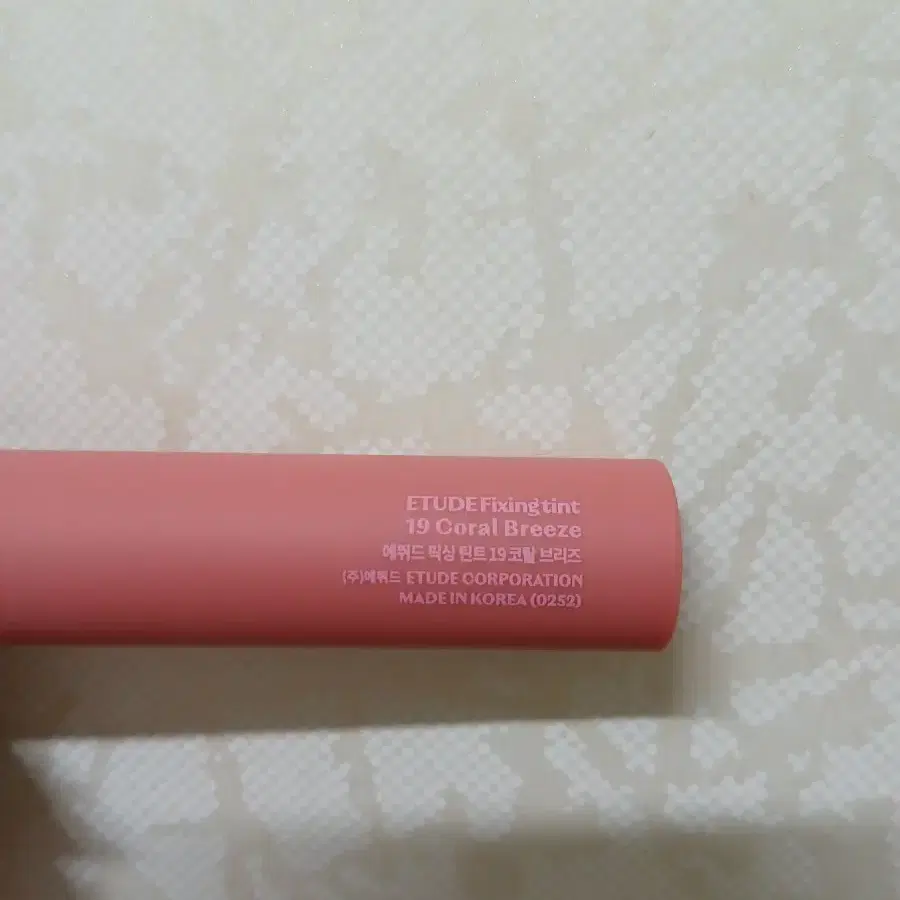 ETUDE Fixing tint
19 Coral Breeze
에뛰드 픽싱 틴트 19 코랄 브리즈
(주)에뛰드 ETUDE CORPORATION
MADE IN KOREA (0252)